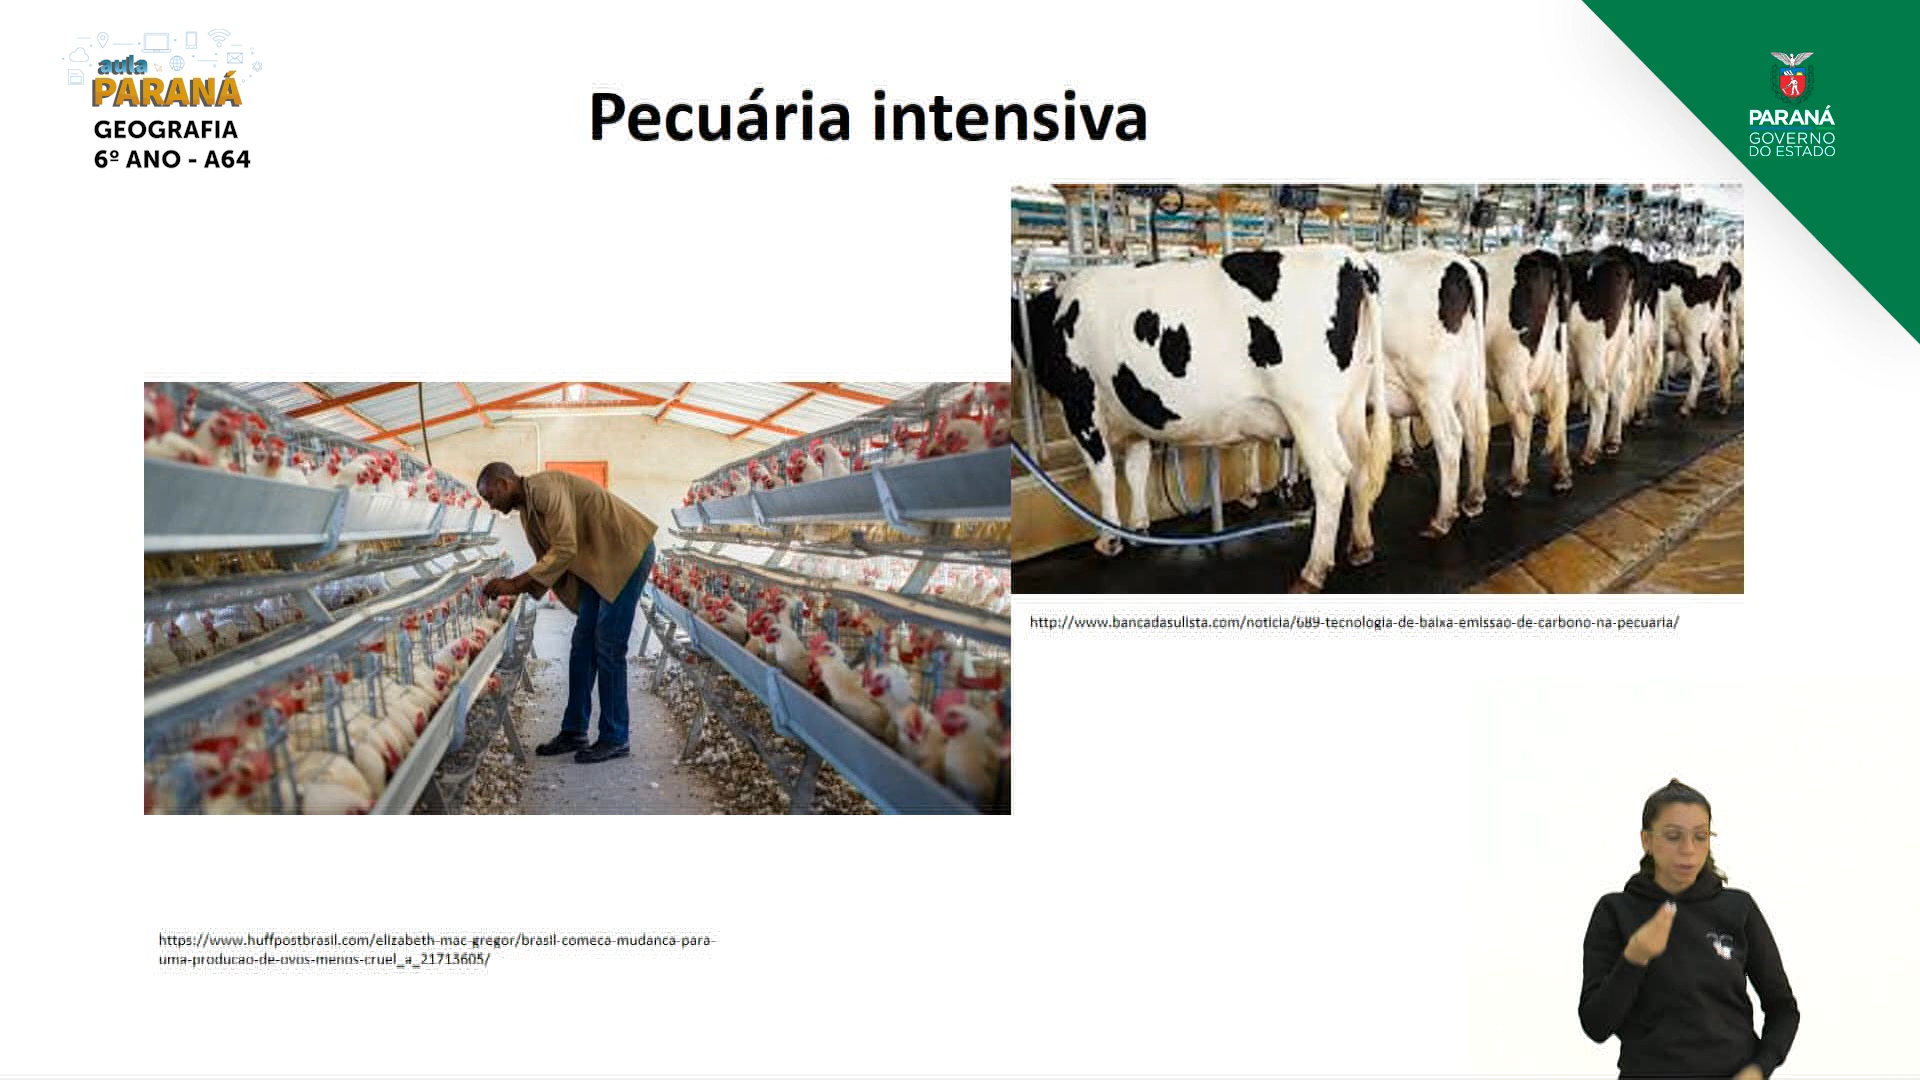 aula
PARANÁ
GEOGRAFIA
6º ANO - A64
Pecuária intensiva
PARANÁ
GOVERNO
DO ESTADO
http://www.bancadasulista.com/noticia/689-tecnologia-de-baixa-emissao-de-carbono-na-pecuaria/
https://www.huffpostbrasil.com/elizabeth-mac-gregor/brasil-comeca-mudanca-para-
uma-producao-de-ovos-menos-cruel_a_21713605/